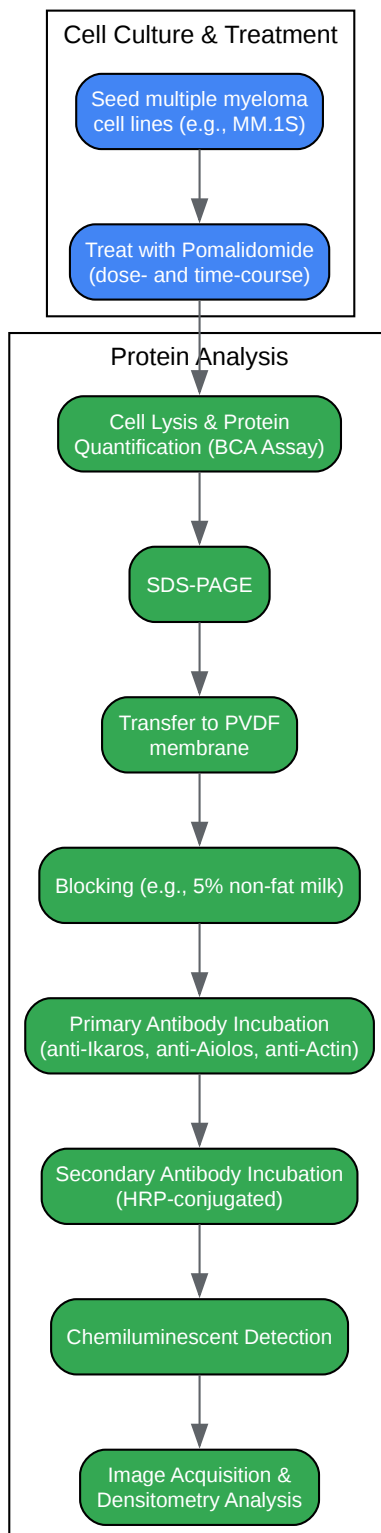 Cell Culture & Treatment
Seed multiple myeloma
cell lines (e.g., MM.1S)
Treat with Pomalidomide
(dose- and time-course)
Protein Analysis
Cell Lysis & Protein
Quantification (BCA Assay)
SDS-PAGE
Transfer to PVDF
membrane
Blocking (e.g., 5% non-fat milk)
Primary Antibody Incubation
(anti-Ikaros, anti-Aiolos, anti-Actin)
Secondary Antibody Incubation
(HRP-conjugated)
Chemiluminescent Detection
Image Acquisition &
Densitometry Analysis